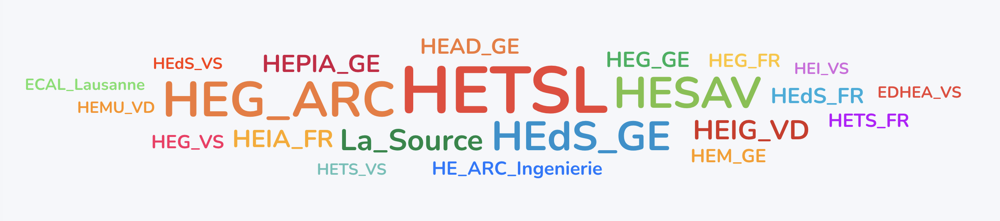 HEAD_GE
HEdS_VS HEPIA_GE HEG_GE HEG_FR HEI_VS
ECAL_Lausanne HEG_ARC HETSL HESAV HEdS_FR EDHEA_VS
HEMU_VD HETS_FR
HEG_VS HEIA_FR La_Source HEdS_GE HEIG_VD
HEM_GE
HETS_VS HE_ARC_Ingenierie